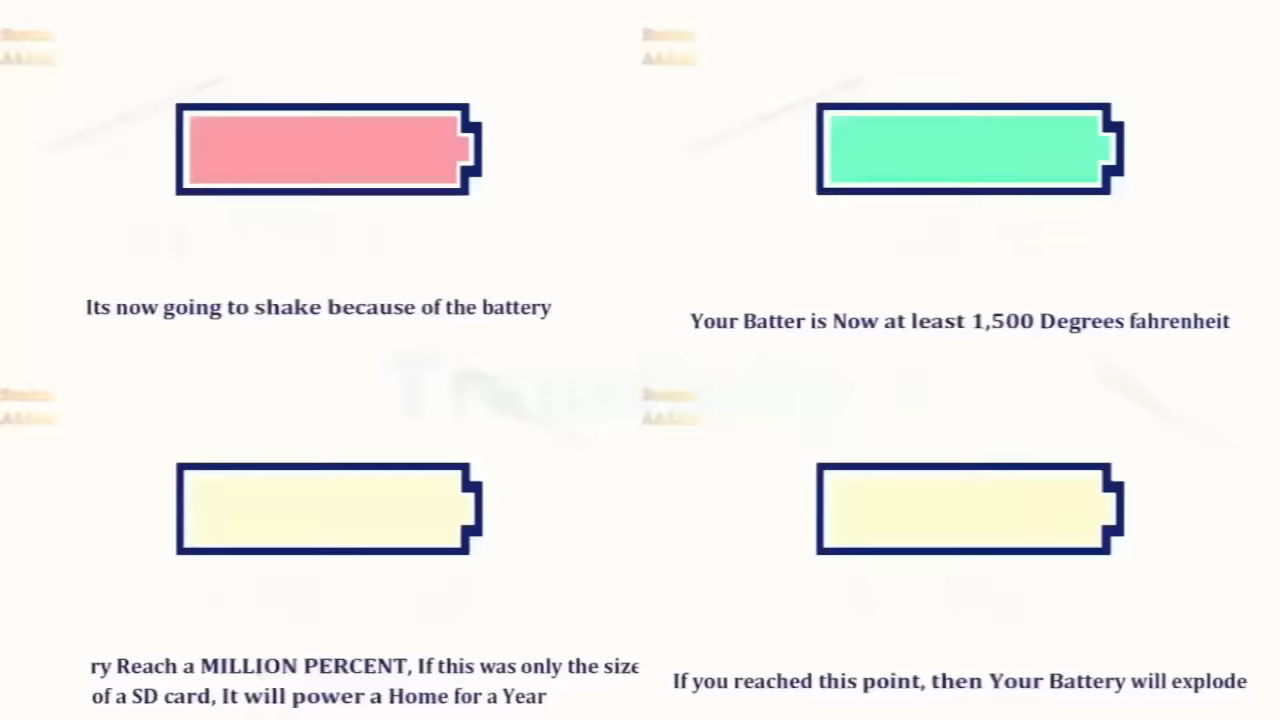 Its now going to shake because of the battery
Your Batter is Now at least 1,500 Degrees fahrenheit
ry Reach a MILLION PERCENT, If this was only the size
of a SD card, It will power a Home for a Year
If you reached this point, then Your Battery will explode